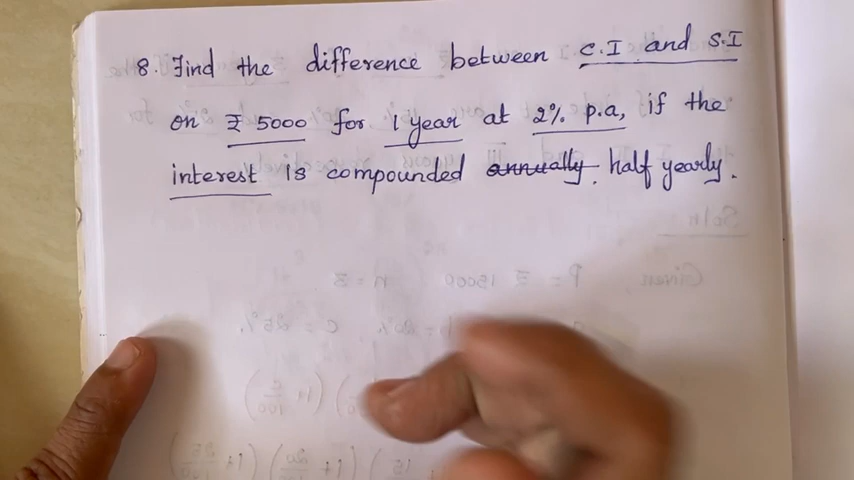 8. Find the difference between C.I and S.I
on ₹ 5000 for 1 year at 2% p.a, if the
interest is compounded annually. half yearly.